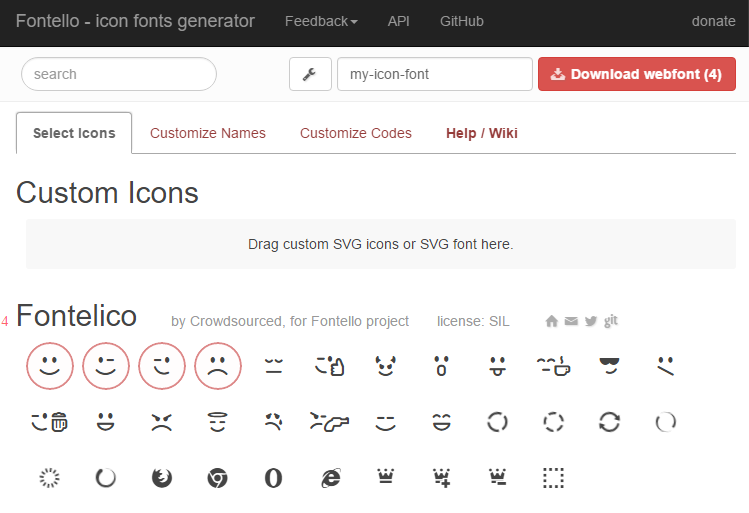 Fontello - icon fonts generator Feedback API GitHub donate
search my-icon-font Download webfont (4)
Select Icons Customize Names Customize Codes Help / Wiki
Custom Icons
Drag custom SVG icons or SVG font here.
4 Fontelico by Crowdsourced, for Fontello project license: SIL git